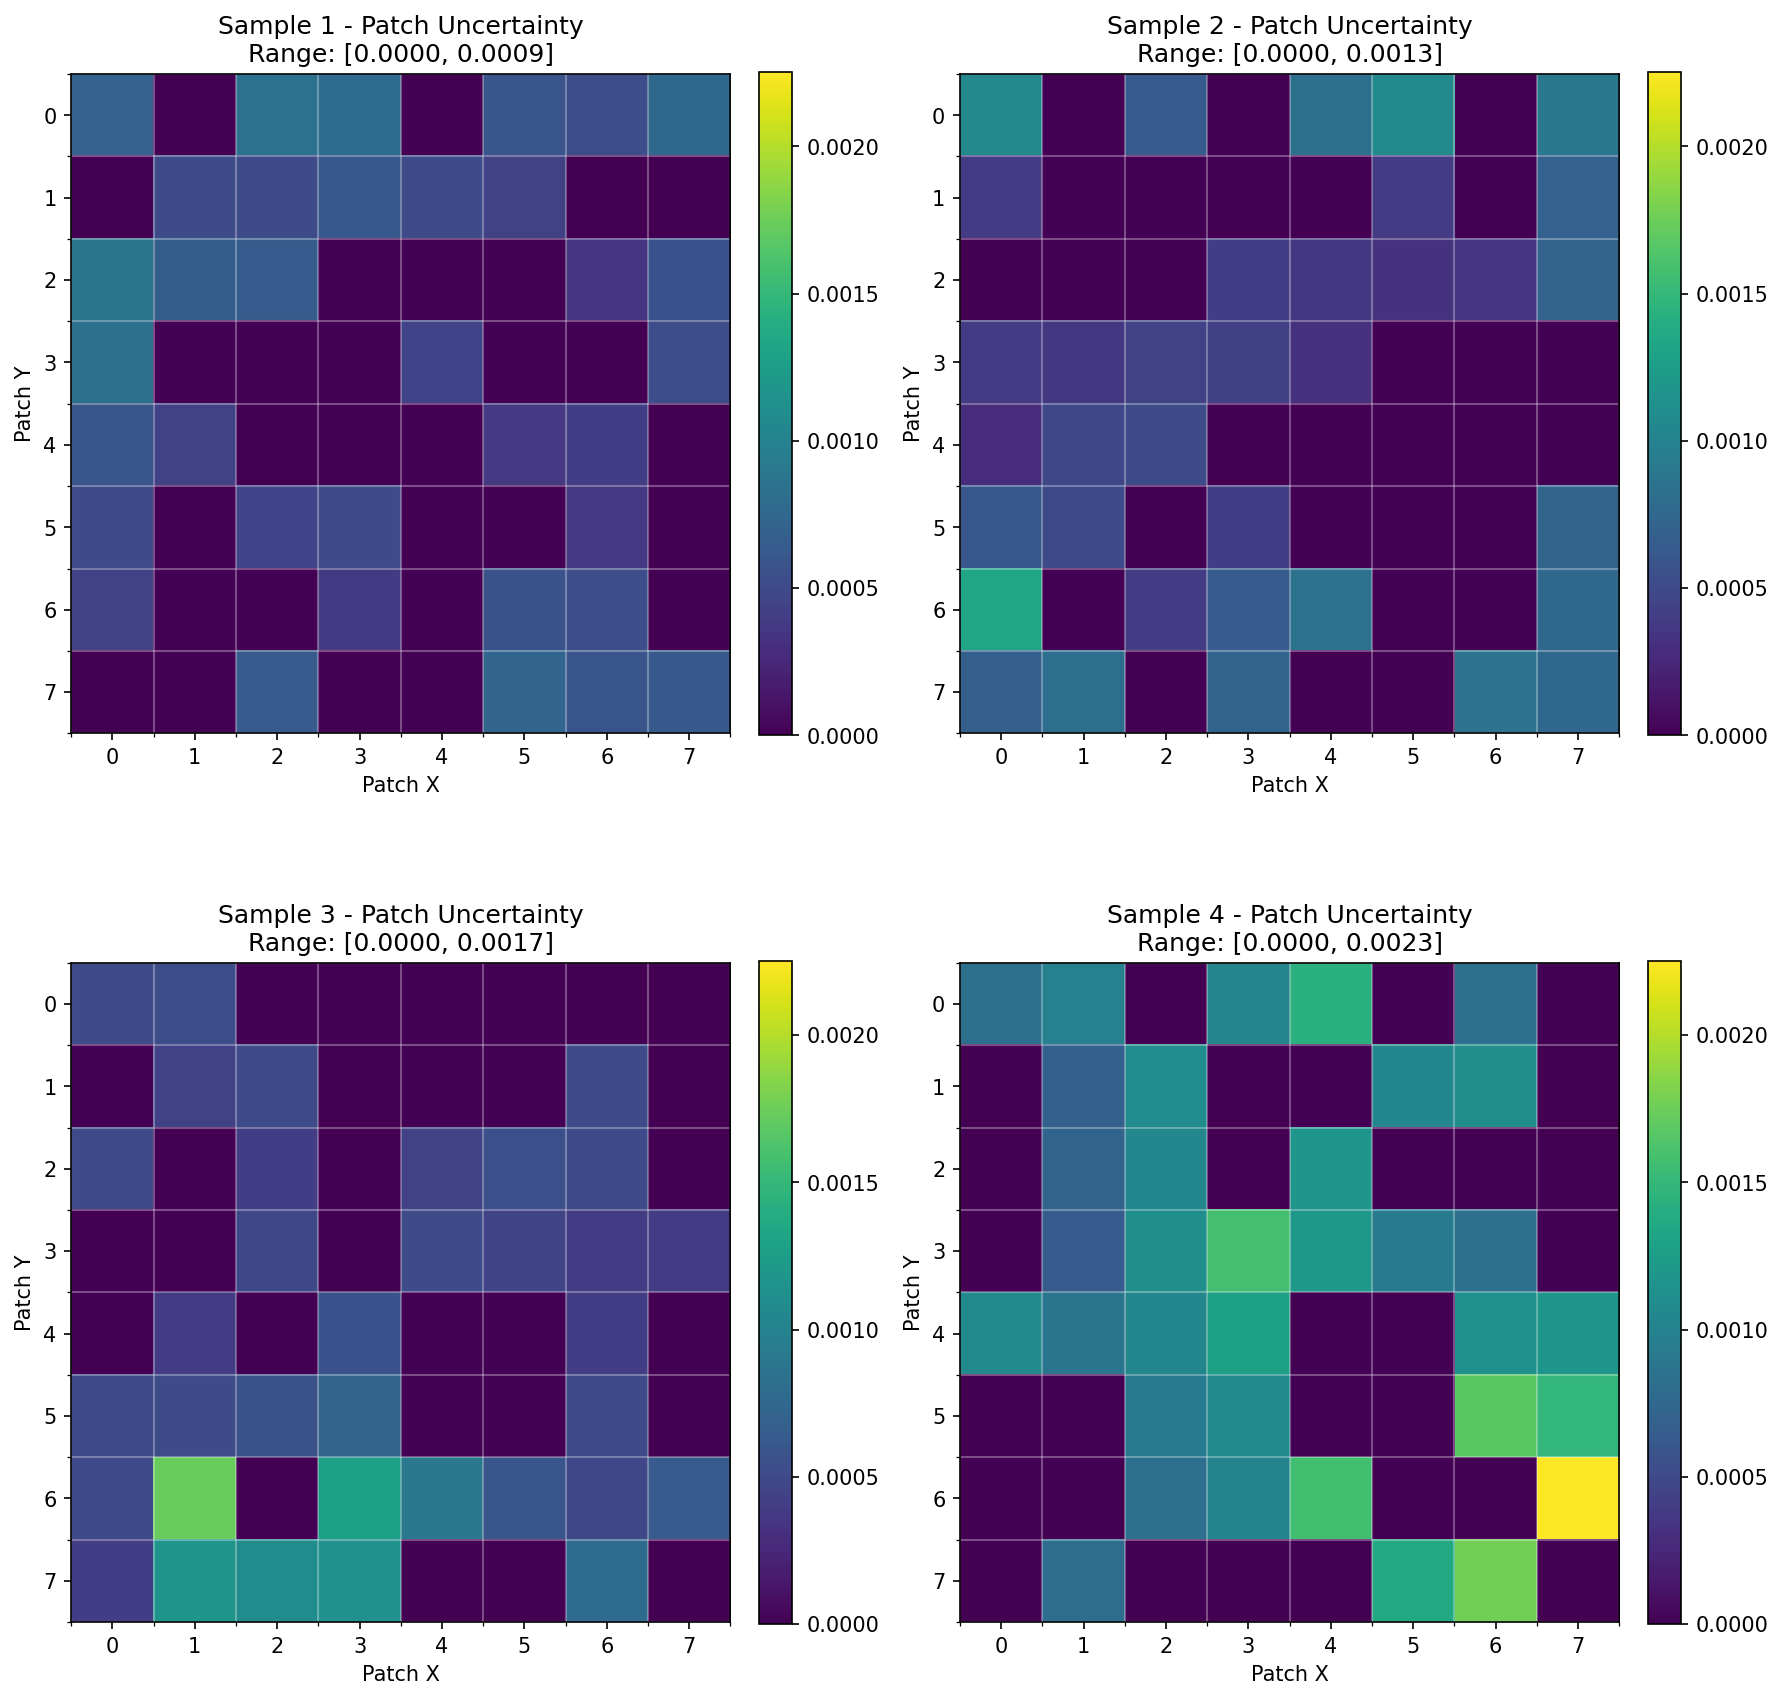 Sample 1 - Patch Uncertainty
Range: [0.0000, 0.0009]
Patch Y
0
1
2
3
4
5
6
7
0 1 2 3 4 5 6 7
Patch X
0.0020
0.0015
0.0010
0.0005
0.0000
Sample 2 - Patch Uncertainty
Range: [0.0000, 0.0013]
Patch Y
0
1
2
3
4
5
6
7
0 1 2 3 4 5 6 7
Patch X
0.0020
0.0015
0.0010
0.0005
0.0000
Sample 3 - Patch Uncertainty
Range: [0.0000, 0.0017]
Patch Y
0
1
2
3
4
5
6
7
0 1 2 3 4 5 6 7
Patch X
0.0020
0.0015
0.0010
0.0005
0.0000
Sample 4 - Patch Uncertainty
Range: [0.0000, 0.0023]
Patch Y
0
1
2
3
4
5
6
7
0 1 2 3 4 5 6 7
Patch X
0.0020
0.0015
0.0010
0.0005
0.0000